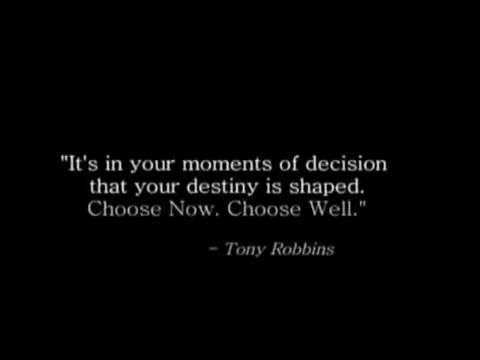 "It's in your moments of decision
that your destiny is shaped.
Choose Now. Choose Well."
- Tony Robbins